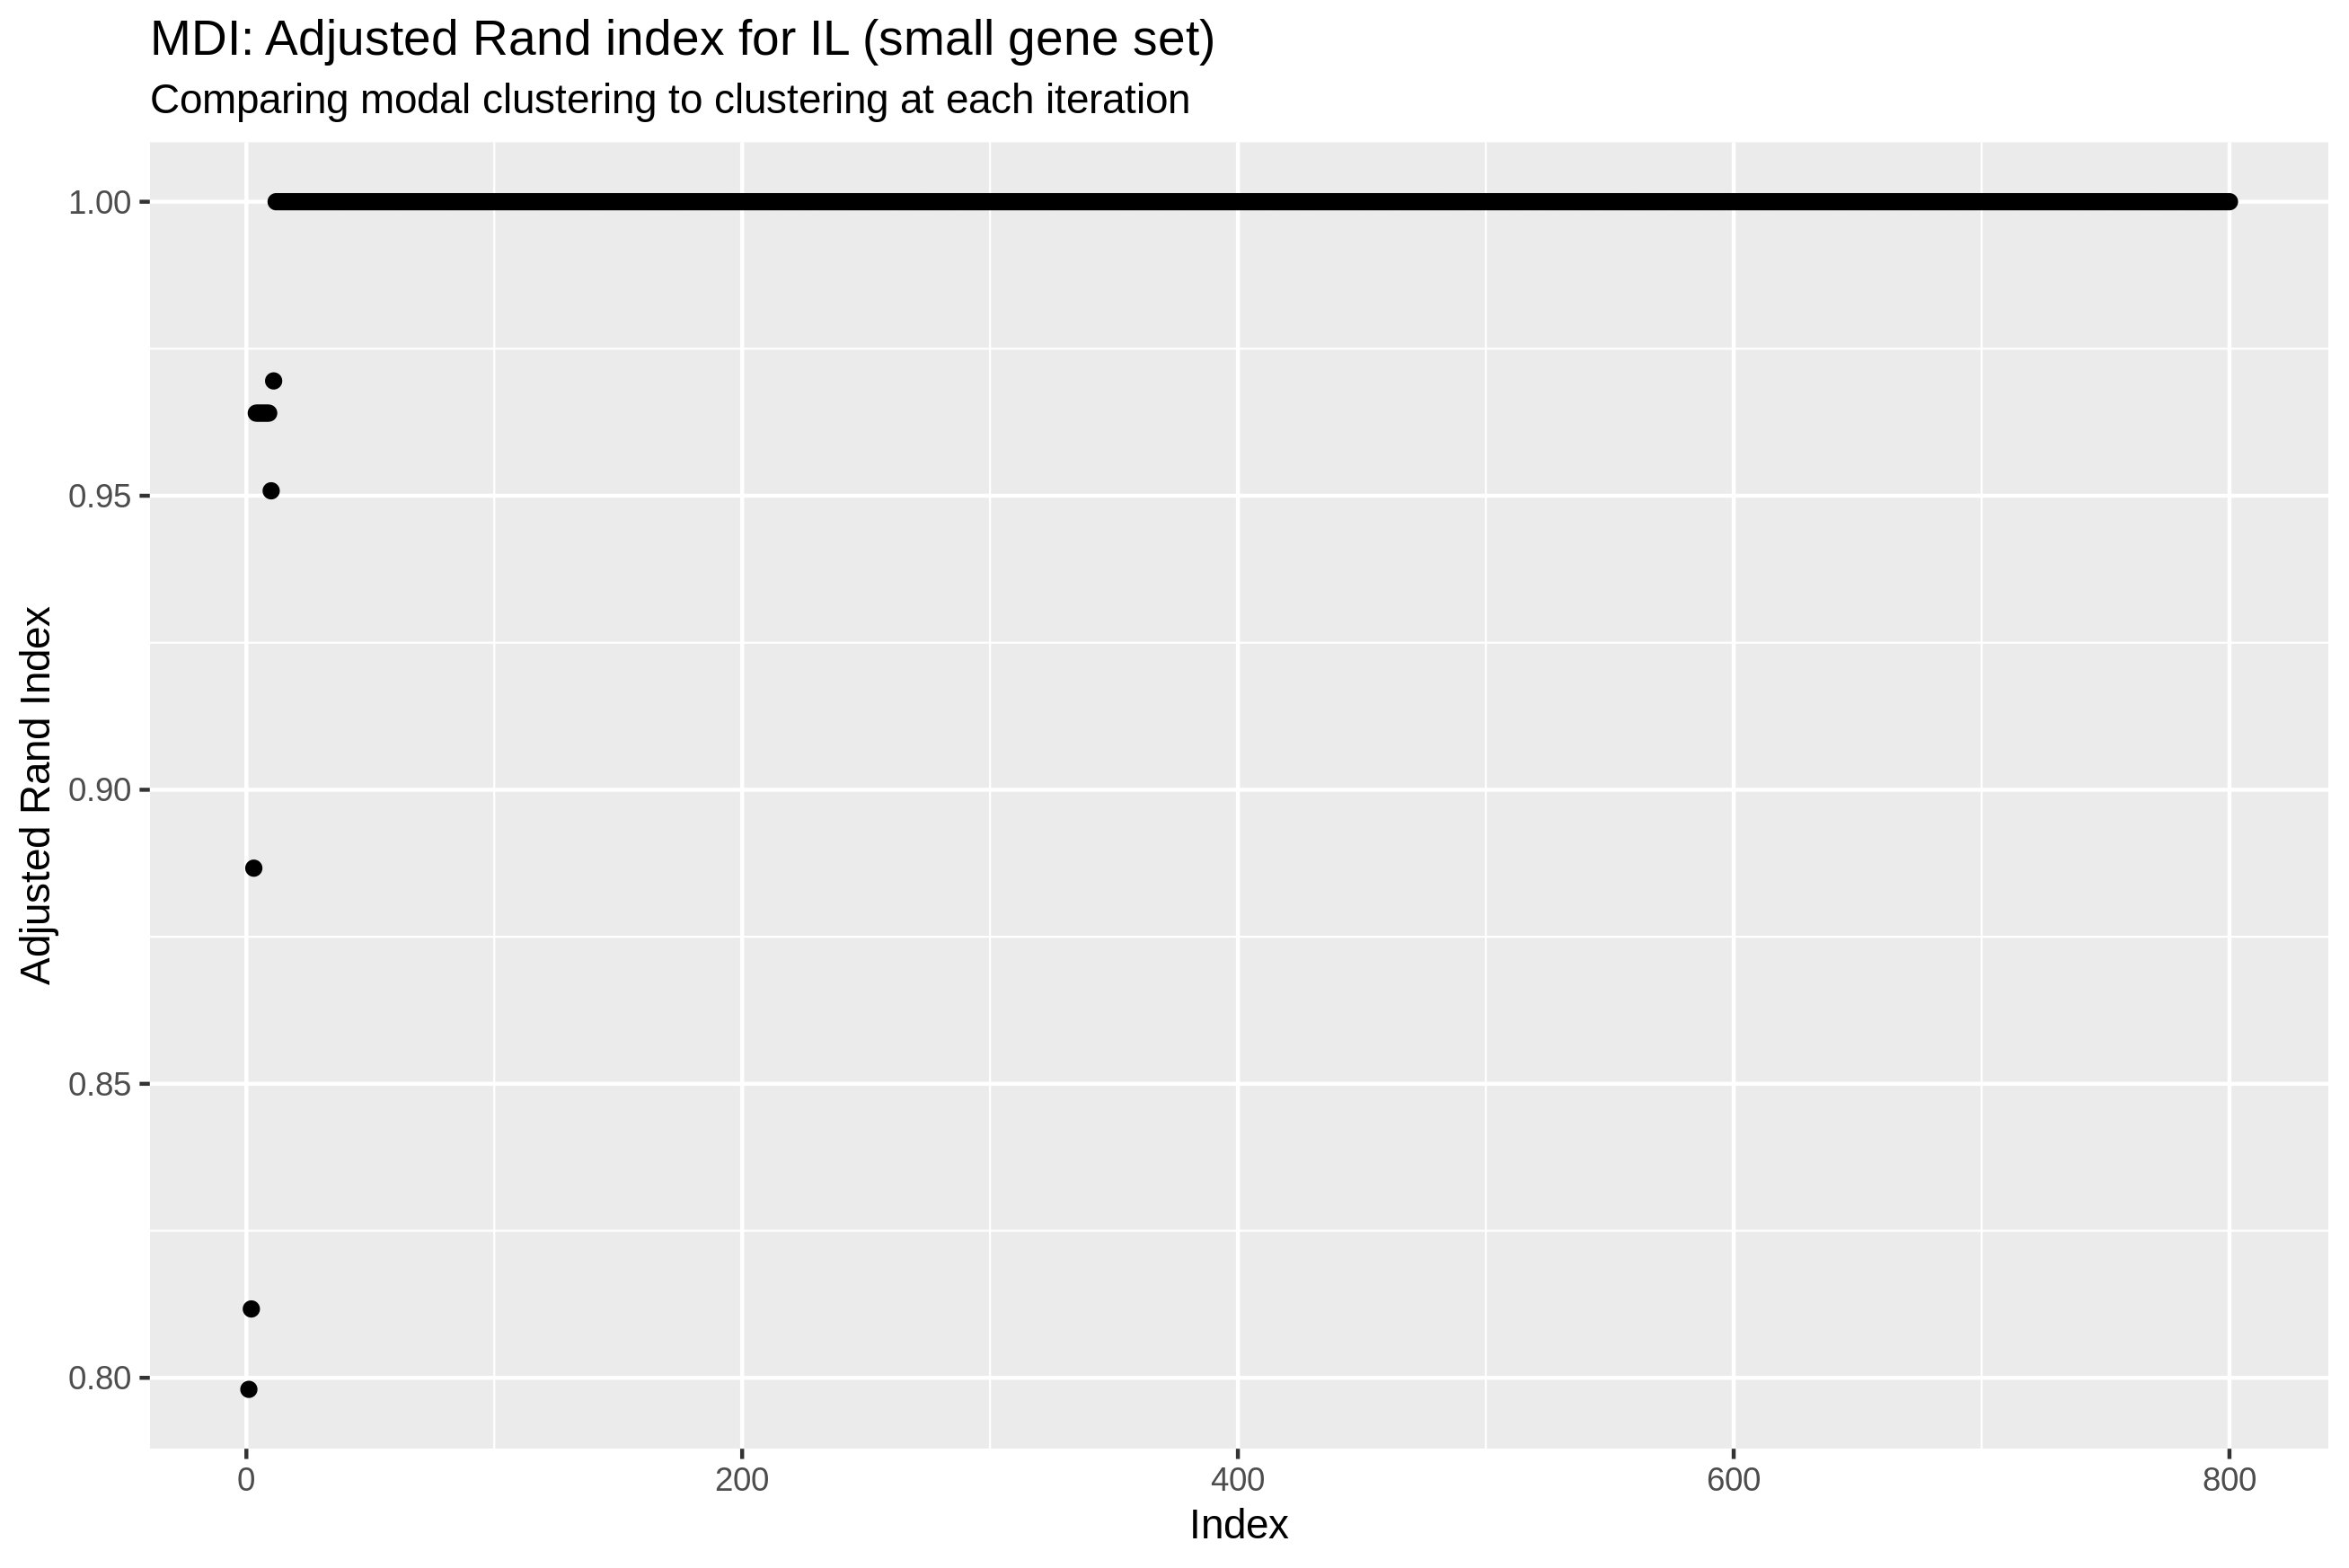 MDI: Adjusted Rand index for IL (small gene set)
Comparing modal clustering to clustering at each iteration
Adjusted Rand Index
1.00
0.95
0.90
0.85
0.80
0 200 400 600 800
Index